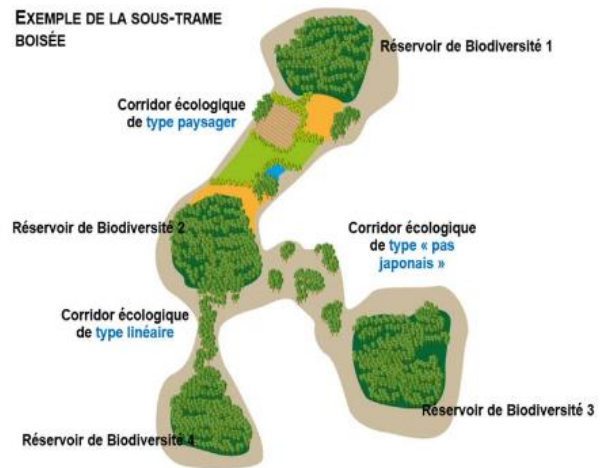 EXEMPLE DE LA SOUS-TRAME
BOISÉE
Réservoir de Biodiversité 1
Corridor écologique
de type paysager
Réservoir de Biodiversité 2
Corridor écologique
de type « pas
japonais »
Corridor écologique
de type linéaire
Réservoir de Biodiversité 3
Réservoir de Biodiversité 4